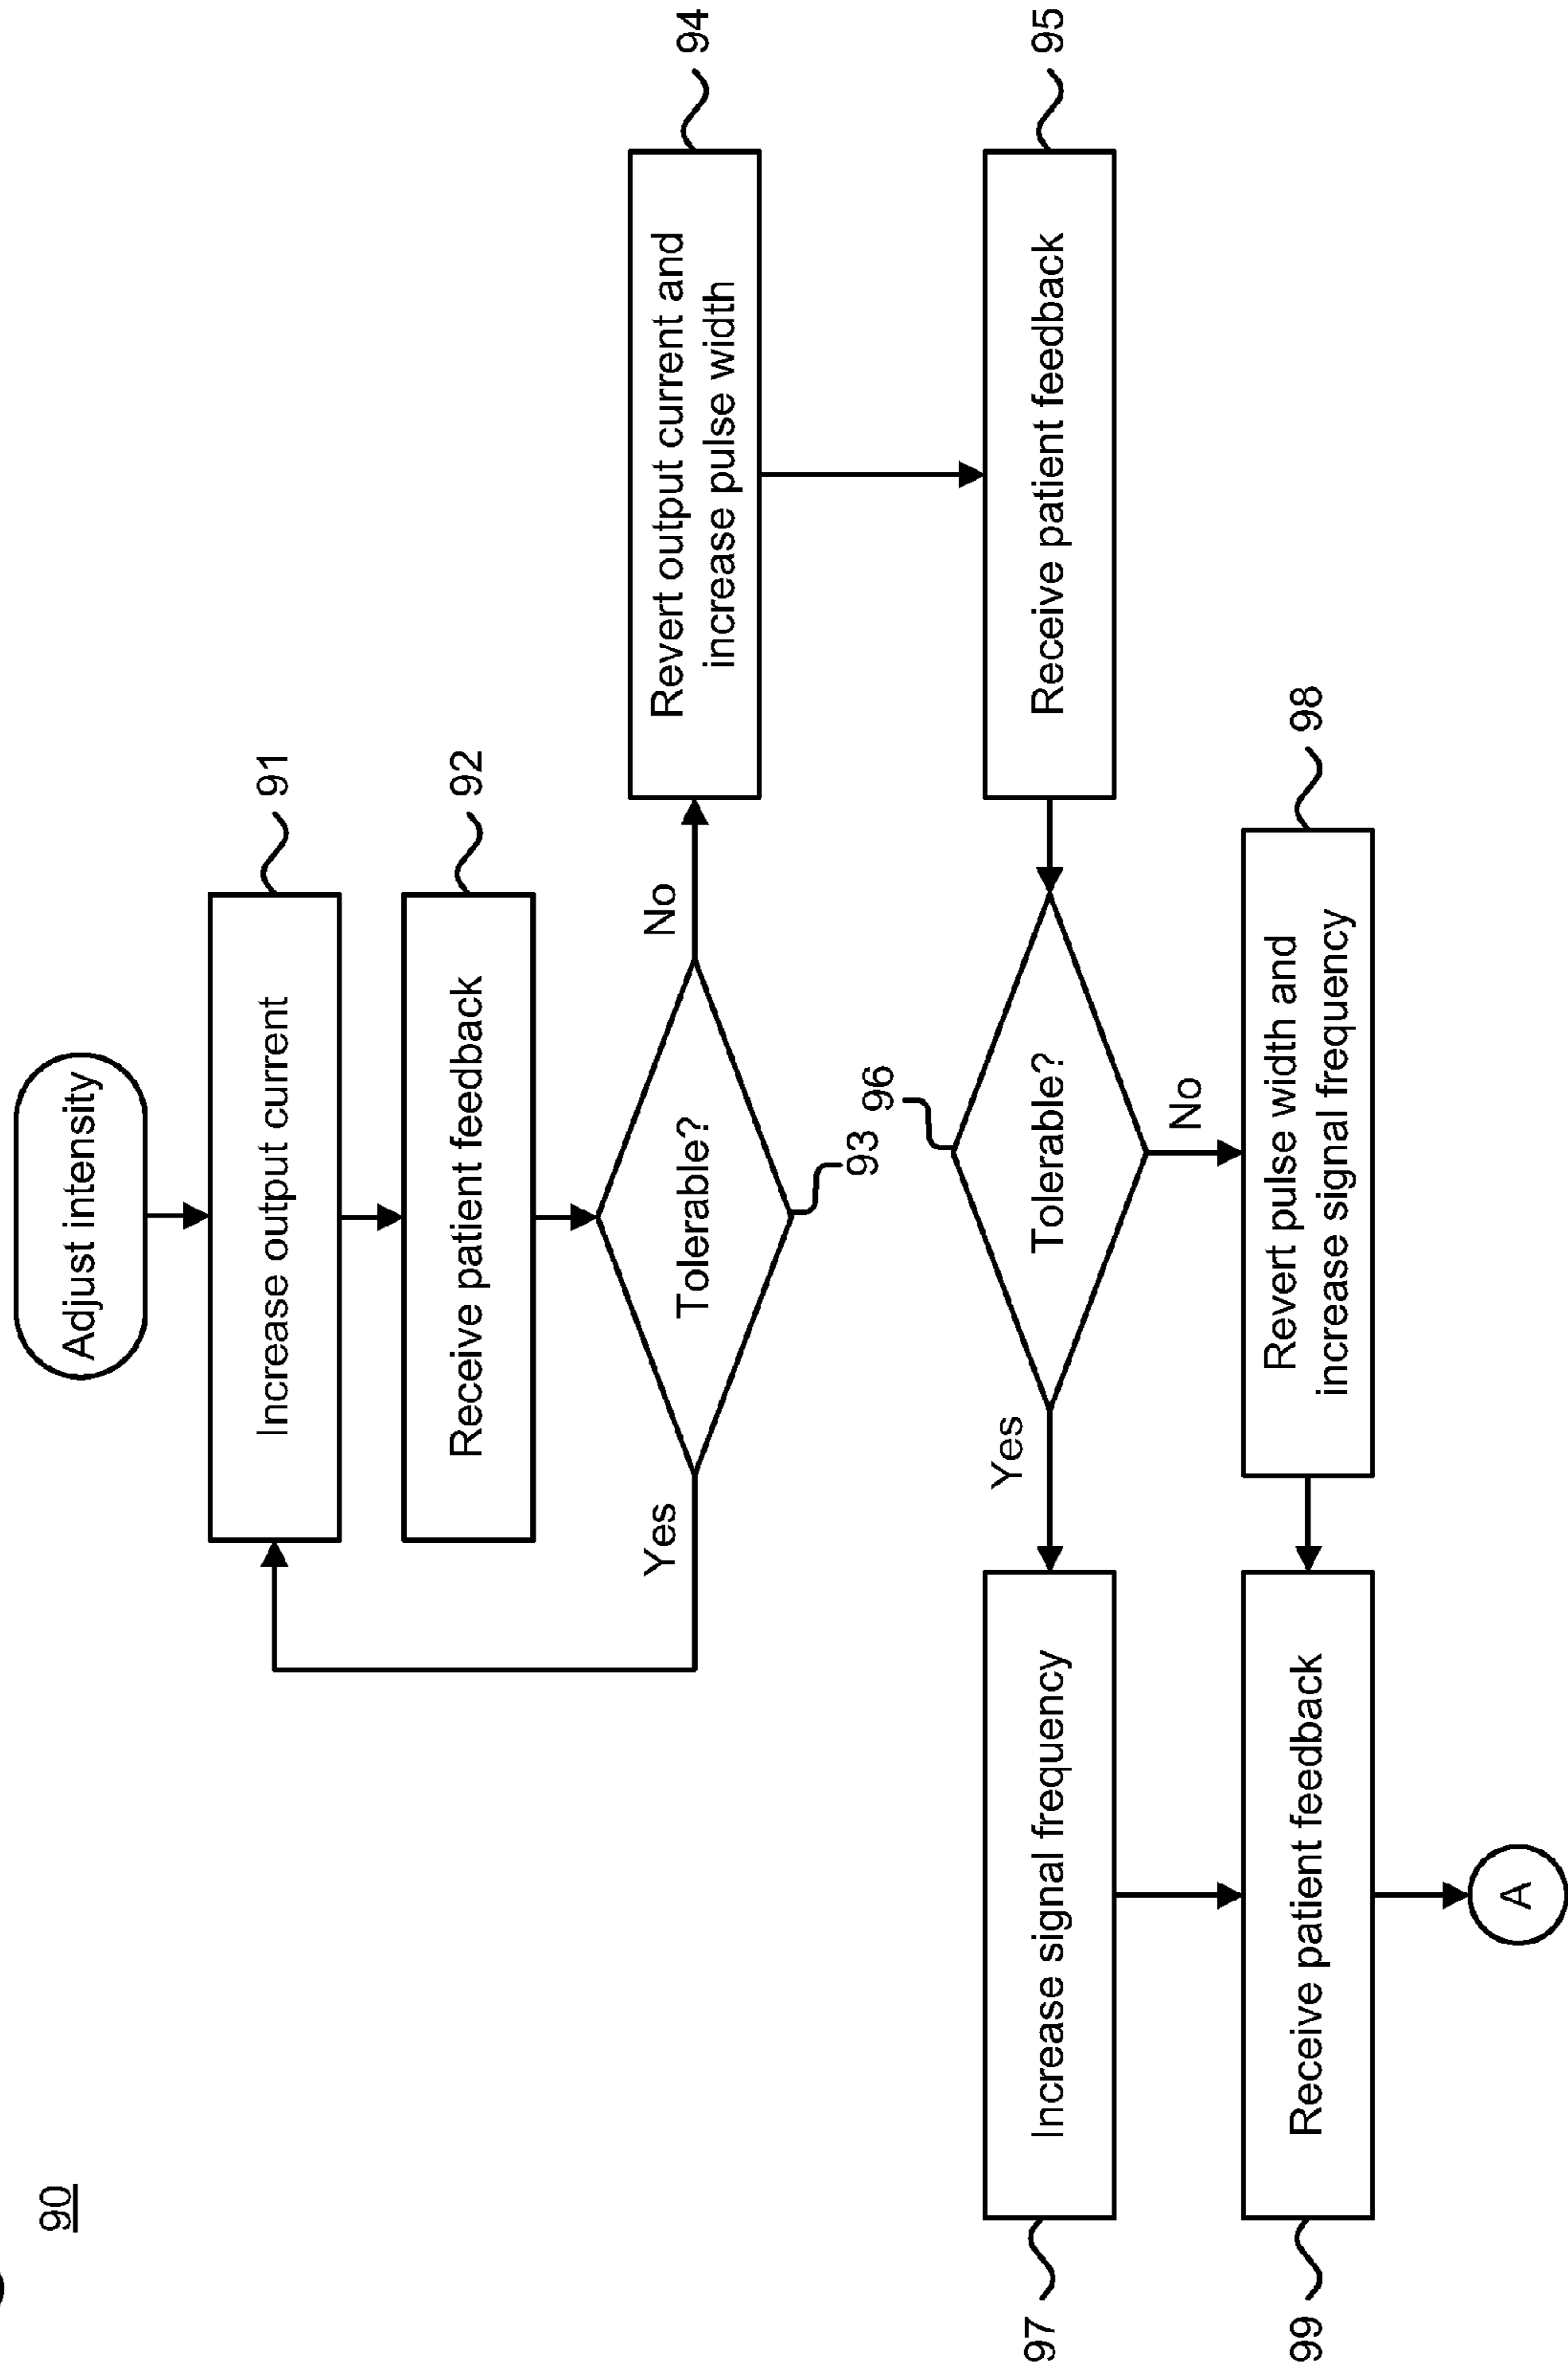 90
Adjust intensity
Increase output current
91
Receive patient feedback
92
Tolerable?
93
Yes
No
Revert output current and
increase pulse width
94
Receive patient feedback
95
Tolerable?
96
Yes
No
Increase signal frequency
97
Revert pulse width and
increase signal frequency
98
Receive patient feedback
99
A